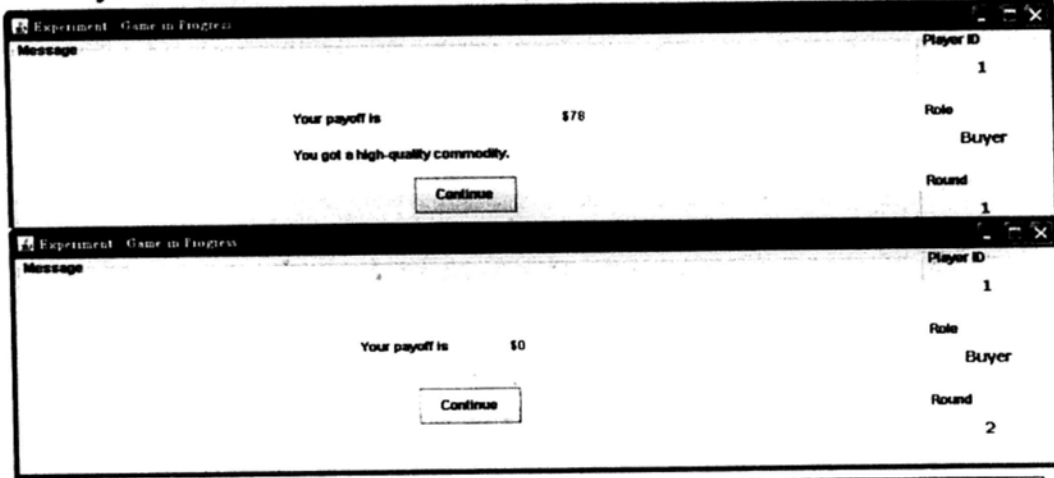 Experiment Game in Progress
Message
Player ID
1
Your payoff is $78
Role
Buyer
You got a high-quality commodity.
Continue
Round
1
Experiment Game in Progress
Message
Player ID
1
Your payoff is $0
Role
Buyer
Continue
Round
2